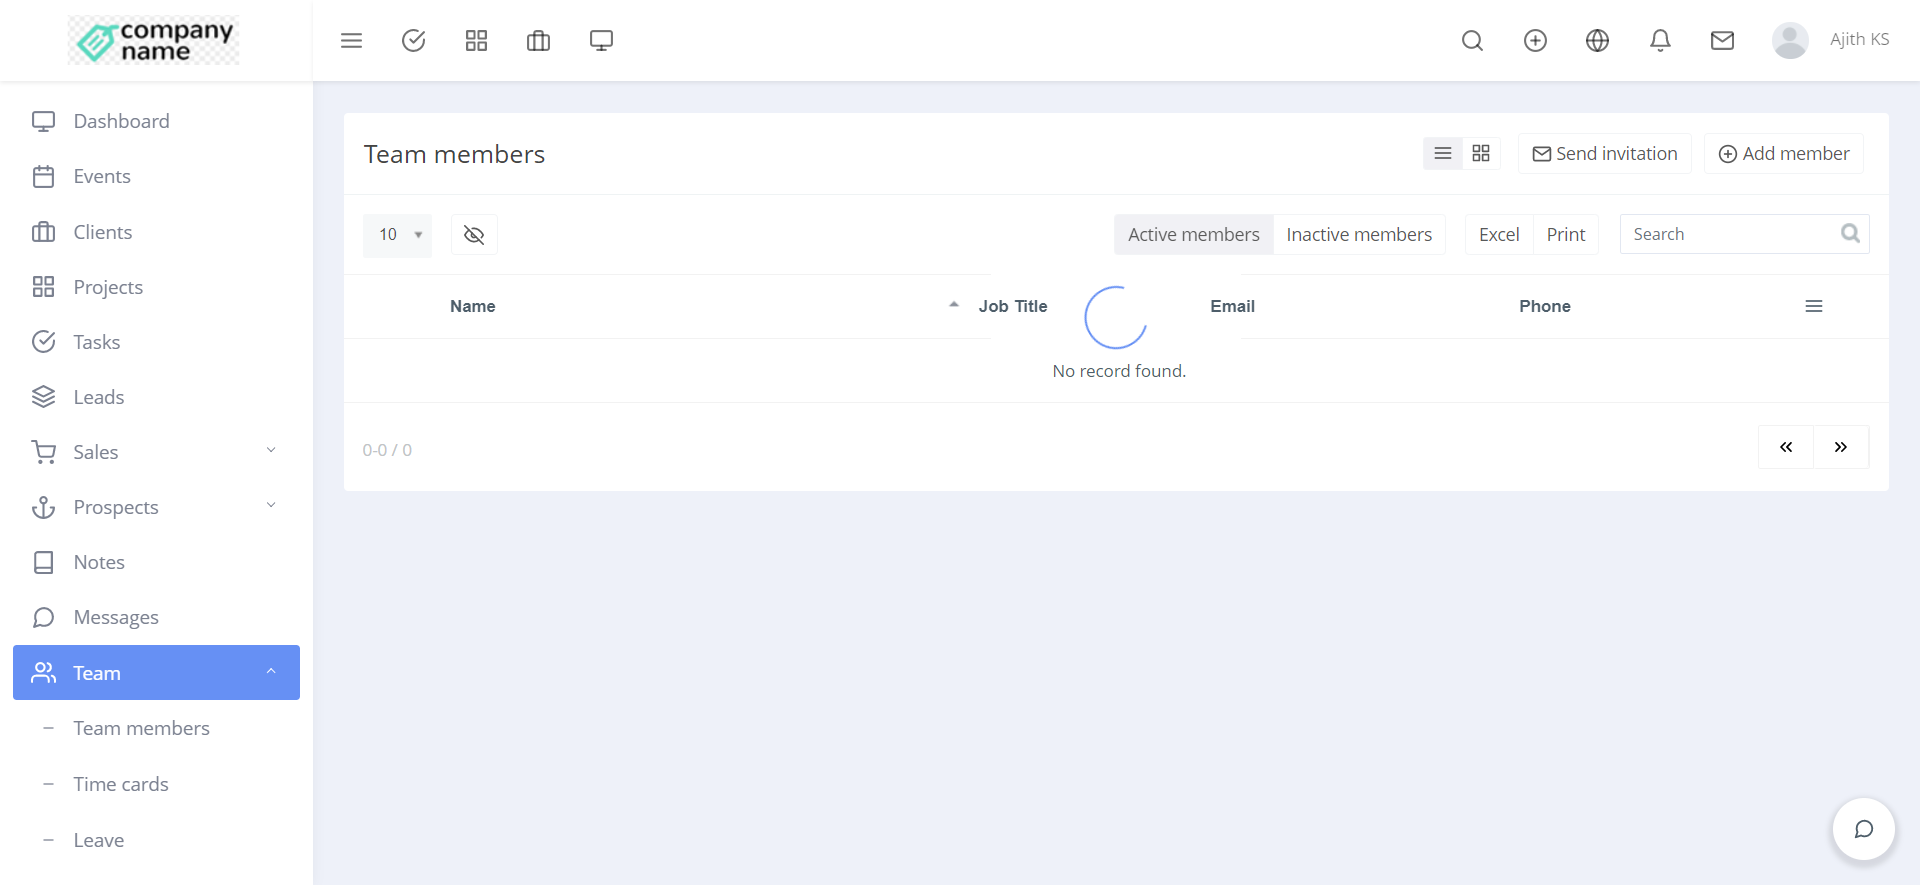 company
name
Ajith KS
Dashboard
Events
Clients
Projects
Tasks
Leads
Sales
Prospects
Notes
Messages
Team
Team members
Time cards
Leave
Team members
Send invitation
Add member
10
Active members
Inactive members
Excel
Print
Search
Name
Job Title
Email
Phone
No record found.
0-0 / 0